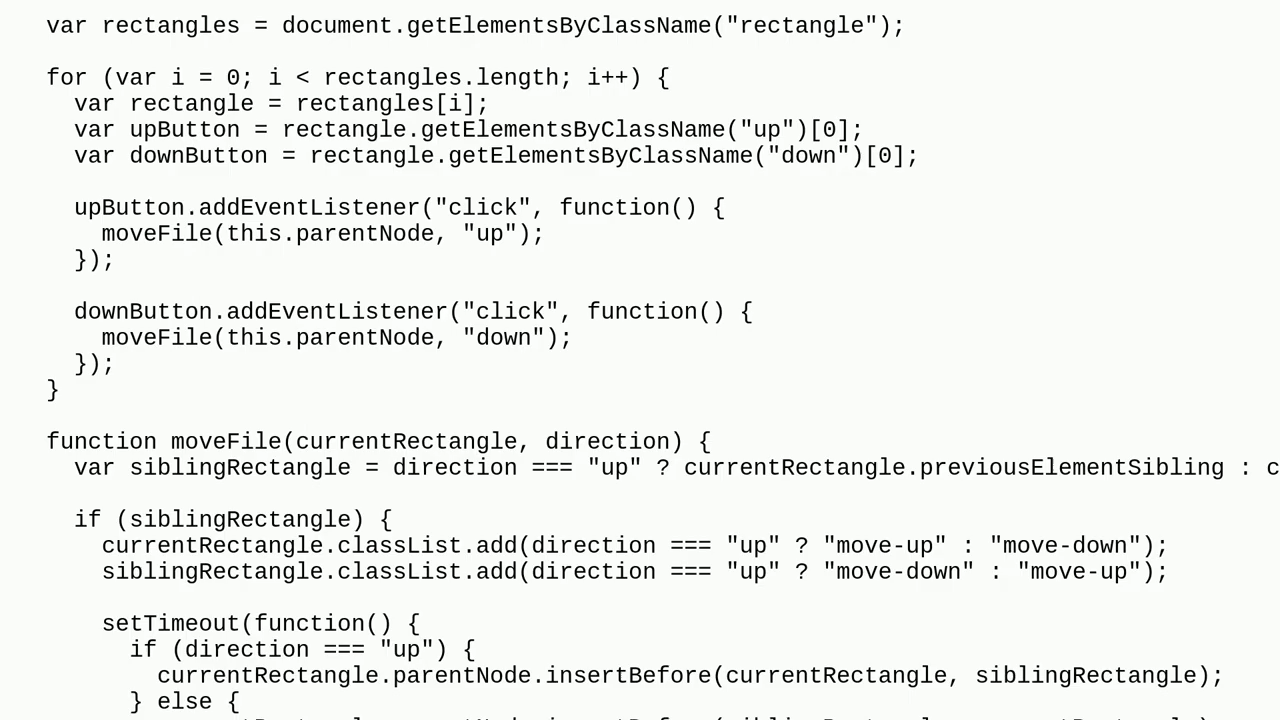 var rectangles = document.getElementsByClassName("rectangle");

for (var i = 0; i < rectangles.length; i++) {
  var rectangle = rectangles[i];
  var upButton = rectangle.getElementsByClassName("up")[0];
  var downButton = rectangle.getElementsByClassName("down")[0];

  upButton.addEventListener("click", function() {
    moveFile(this.parentNode, "up");
  });

  downButton.addEventListener("click", function() {
    moveFile(this.parentNode, "down");
  });
}

function moveFile(currentRectangle, direction) {
  var siblingRectangle = direction === "up" ? currentRectangle.previousElementSibling : c

  if (siblingRectangle) {
    currentRectangle.classList.add(direction === "up" ? "move-up" : "move-down");
    siblingRectangle.classList.add(direction === "up" ? "move-down" : "move-up");

    setTimeout(function() {
      if (direction === "up") {
        currentRectangle.parentNode.insertBefore(currentRectangle, siblingRectangle);
      } else {